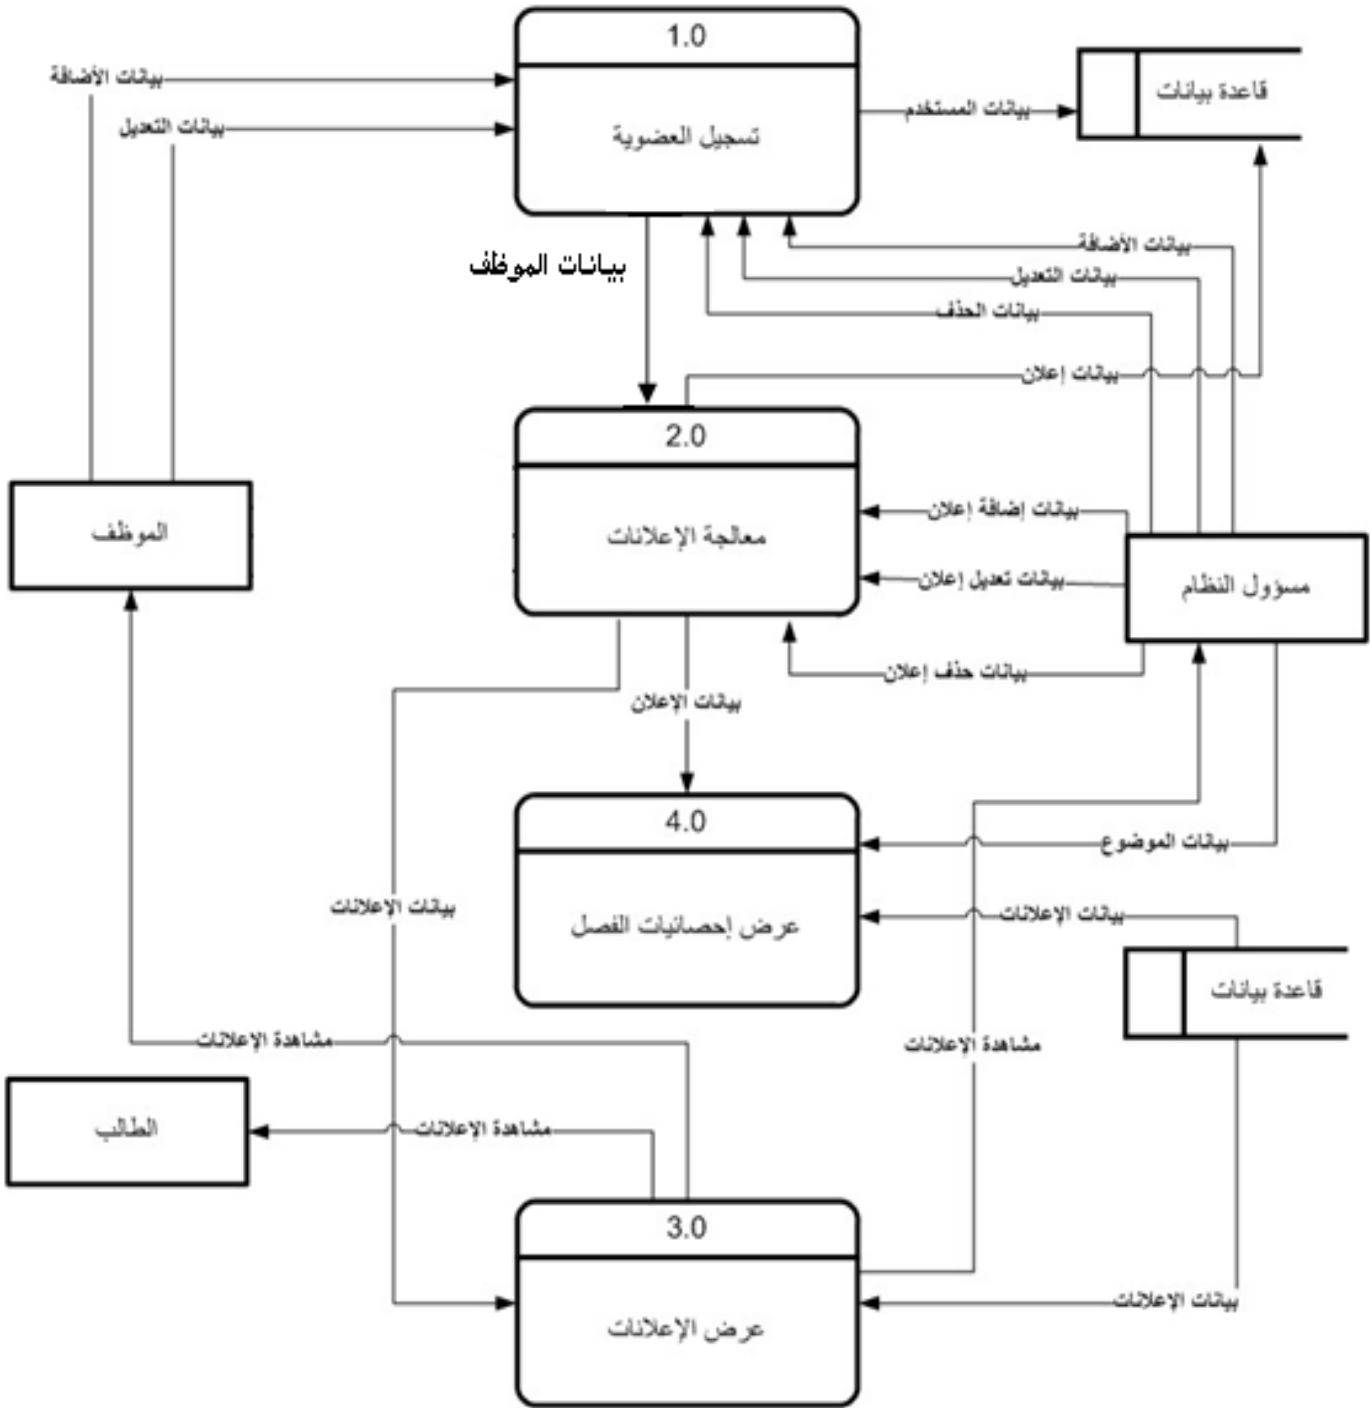 1.0
بيانات الأضافة
قاعدة بيانات
بيانات المستخدم
بيانات التعديل
تسجيل العضوية
بيانات الأضافة
بيانات الموظف
بيانات التعديل
بيانات الحذف
بيانات إعلان
2.0
بيانات إضافة إعلان
الموظف
معالجة الإعلانات
بيانات تعديل إعلان
مسؤول النظام
بيانات حذف إعلان
بيانات الإعلان
4.0
بيانات الموضوع
بيانات الإعلانات
بيانات الإعلانات
عرض إحصائيات الفصل
قاعدة بيانات
مشاهدة الإعلانات
مشاهدة الإعلانات
الطالب
مشاهدة الإعلانات
3.0
بيانات الإعلانات
عرض الإعلانات